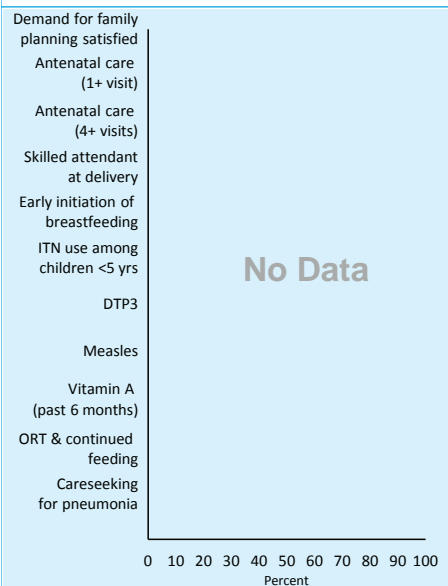 Demand for family
planning satisfied
Antenatal care
(1+ visit)
Antenatal care
(4+ visits)
Skilled attendant
at delivery
Early initiation of
breastfeeding
ITN use among
children <5 yrs
No Data
DTP3
Measles
Vitamin A
(past 6 months)
ORT & continued
feeding
Careseeking
for pneumonia
0 10 20 30 40 50 60 70 80 90 100
Percent